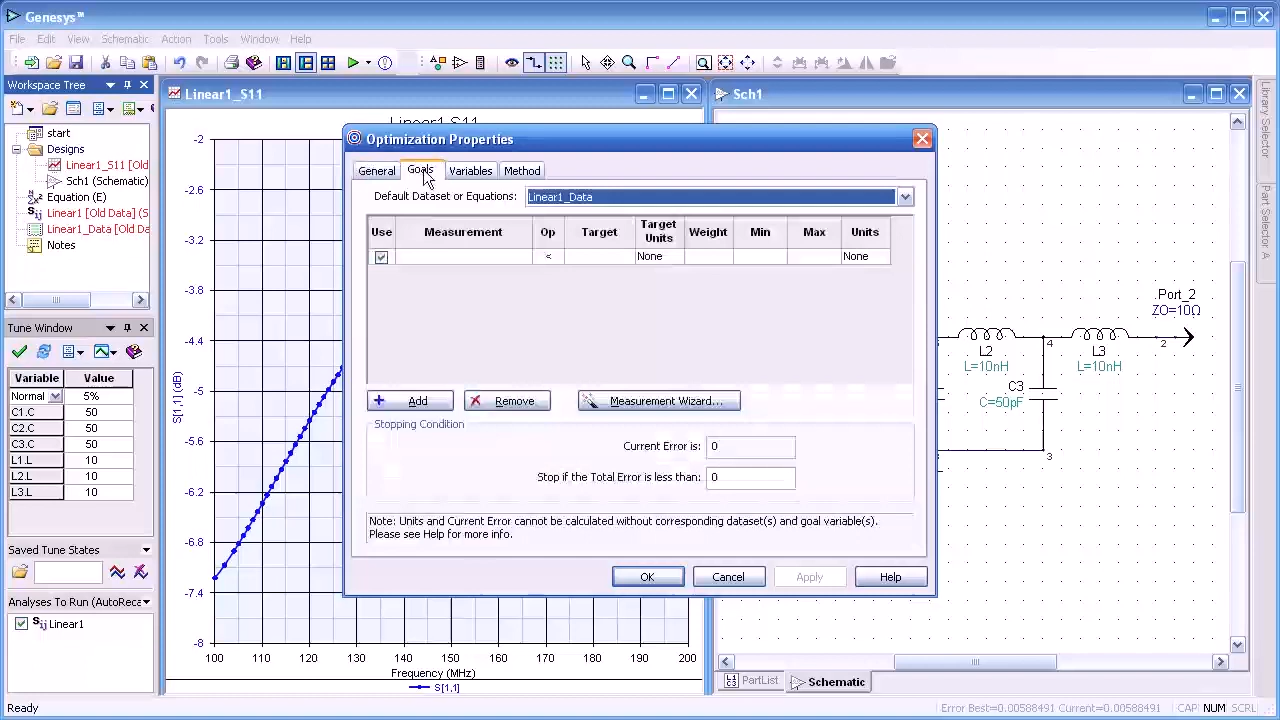 Genesys™
File Edit View Schematic Action Tools Window Help
Workspace Tree
start
Designs
Linear1_S11 [Old
Sch1 (Schematic)
Equation (E)
Linear1 [Old Data] (S
Linear1_Data [Old Da
Notes
Tune Window
Variable Value
Normal 5%
C1.C 50
C2.C 50
C3.C 50
L1.L 10
L2.L 10
L3.L 10
Saved Tune States
Analyses To Run (AutoReca
Linear1
Linear1_S11
Linear1_S11
S[1,1] (dB)
-2
-2.6
-3.2
-3.8
-4.4
-5
-5.6
-6.2
-6.8
-7.4
-8
100 110 120 130 140 150 160 170 180 190 200
Frequency (MHz)
S[1,1]
Optimization Properties
General Goals Variables Method
Default Dataset or Equations: Linear1_Data
Use Measurement Op Target Target Units Weight Min Max Units
< None None
Add Remove Measurement Wizard...
Stopping Condition
Current Error is: 0
Stop if the Total Error is less than: 0
Note: Units and Current Error cannot be calculated without corresponding dataset(s) and goal variable(s).
Please see Help for more info.
OK Cancel Apply Help
Sch1
Port_2
ZO=10Ω
L2
L=10nH
4
L3
L=10nH
2
C3
C=50pF
3
PartList Schematic
Library Selector
Part Selector A
Ready
Error Best=0.00588491 Current=0.00588491 CAP NUM SCRL